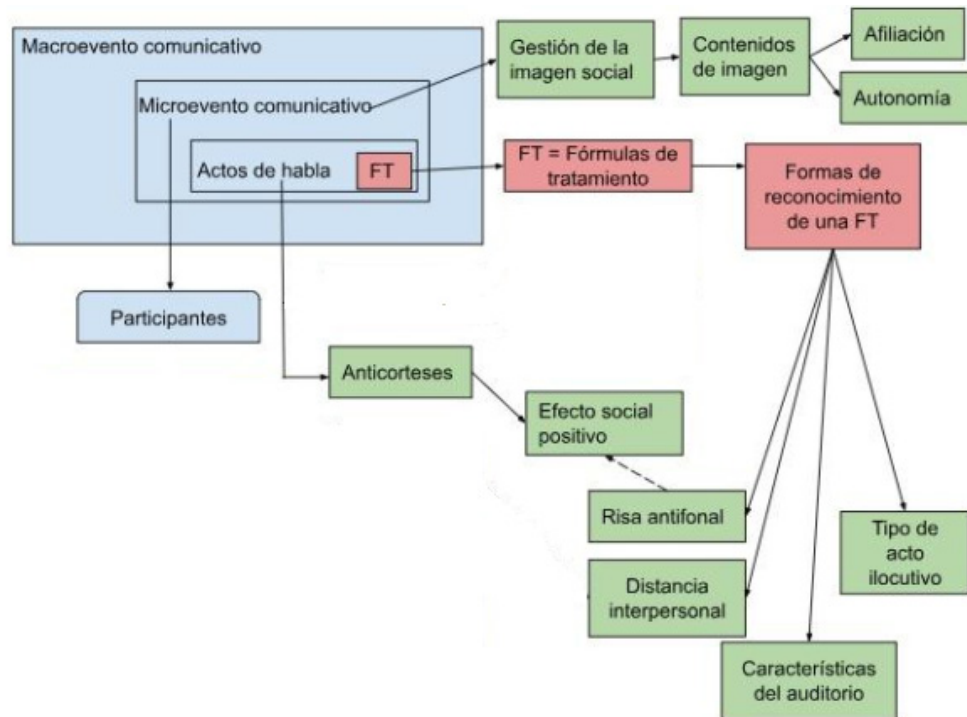 Macroevento comunicativo
Microevento comunicativo
Actos de habla
FT
Participantes
Gestión de la
imagen social
Contenidos
de imagen
Afiliación
Autonomía
FT = Fórmulas de
tratamiento
Formas de
reconocimiento
de una FT
Anticorteses
Efecto social
positivo
Risa antifonal
Distancia
interpersonal
Características
del auditorio
Tipo de
acto
ilocutivo